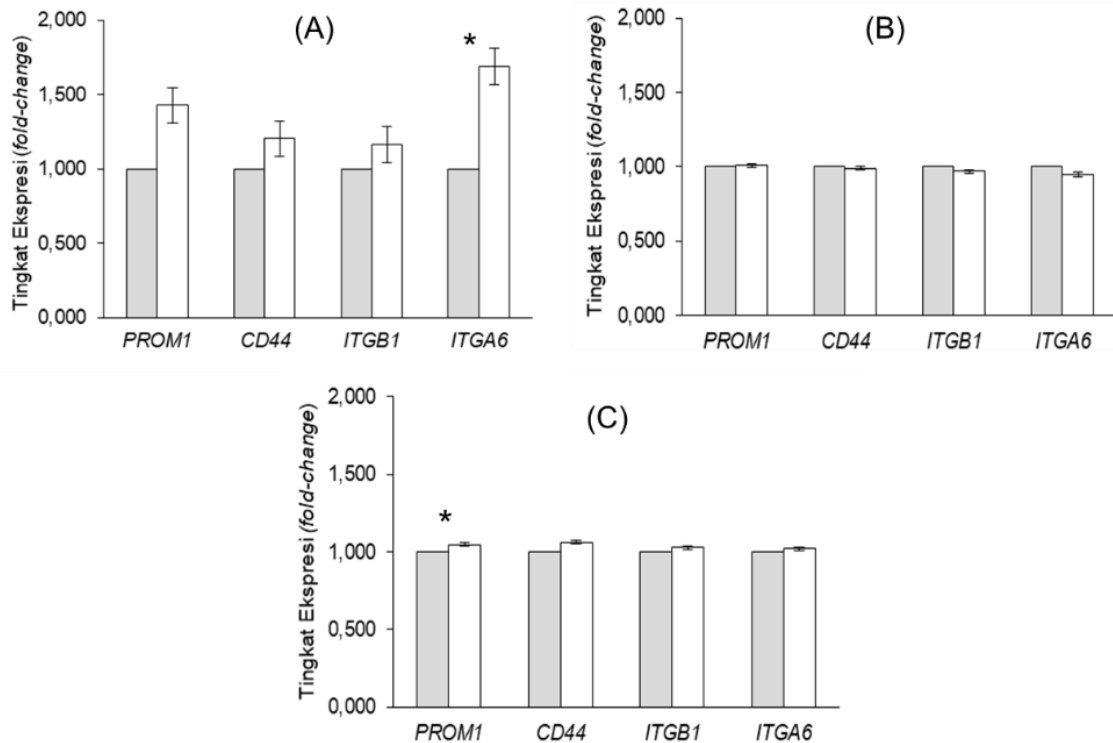 (A)
*
Tingkat Ekspresi (fold-change)
2,000
1,500
1,000
0,500
0,000
PROM1 CD44 ITGB1 ITGA6
(B)
Tingkat Ekspresi (fold-change)
2,000
1,500
1,000
0,500
0,000
PROM1 CD44 ITGB1 ITGA6
(C)
*
Tingkat Ekspresi (fold-change)
2,000
1,500
1,000
0,500
0,000
PROM1 CD44 ITGB1 ITGA6